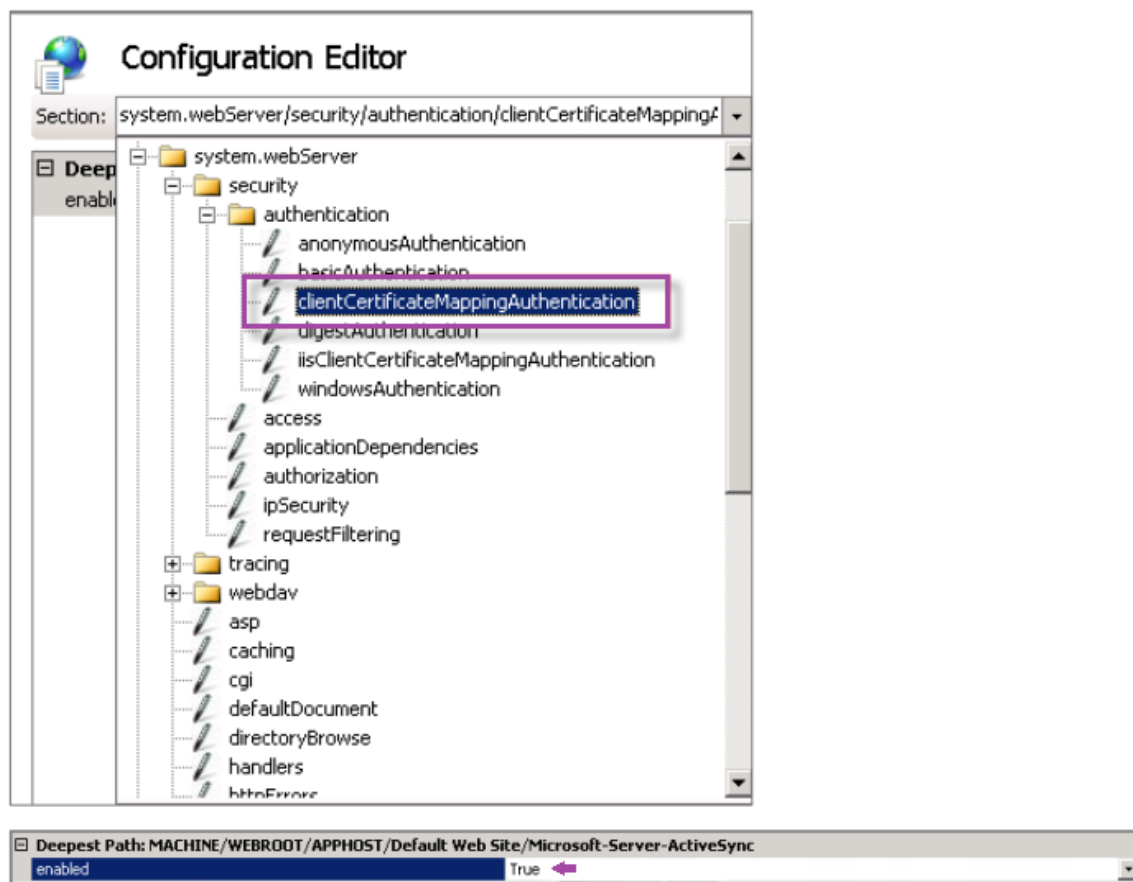 Configuration Editor
Section: system.webServer/security/authentication/clientCertificateMappingA
Deep
enabl
system.webServer
security
authentication
anonymousAuthentication
basicAuthentication
clientCertificateMappingAuthentication
digestAuthentication
iisClientCertificateMappingAuthentication
windowsAuthentication
access
applicationDependencies
authorization
ipSecurity
requestFiltering
tracing
webdav
asp
caching
cgi
defaultDocument
directoryBrowse
handlers
httpErrors
Deepest Path: MACHINE/WEBROOT/APPHOST/Default Web Site/Microsoft-Server-ActiveSync
enabled True